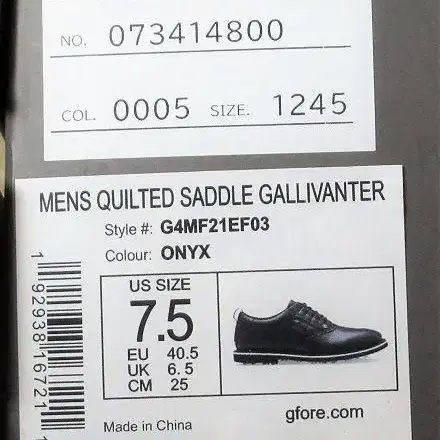 NO. 073414800
COL. 0005 SIZE. 1245
MENS QUILTED SADDLE GALLIVANTER
Style #: G4MF21EF03
Colour: ONYX
US SIZE
7.5
EU 40.5
UK 6.5
CM 25
1 92938 16721
Made in China
gfore.com